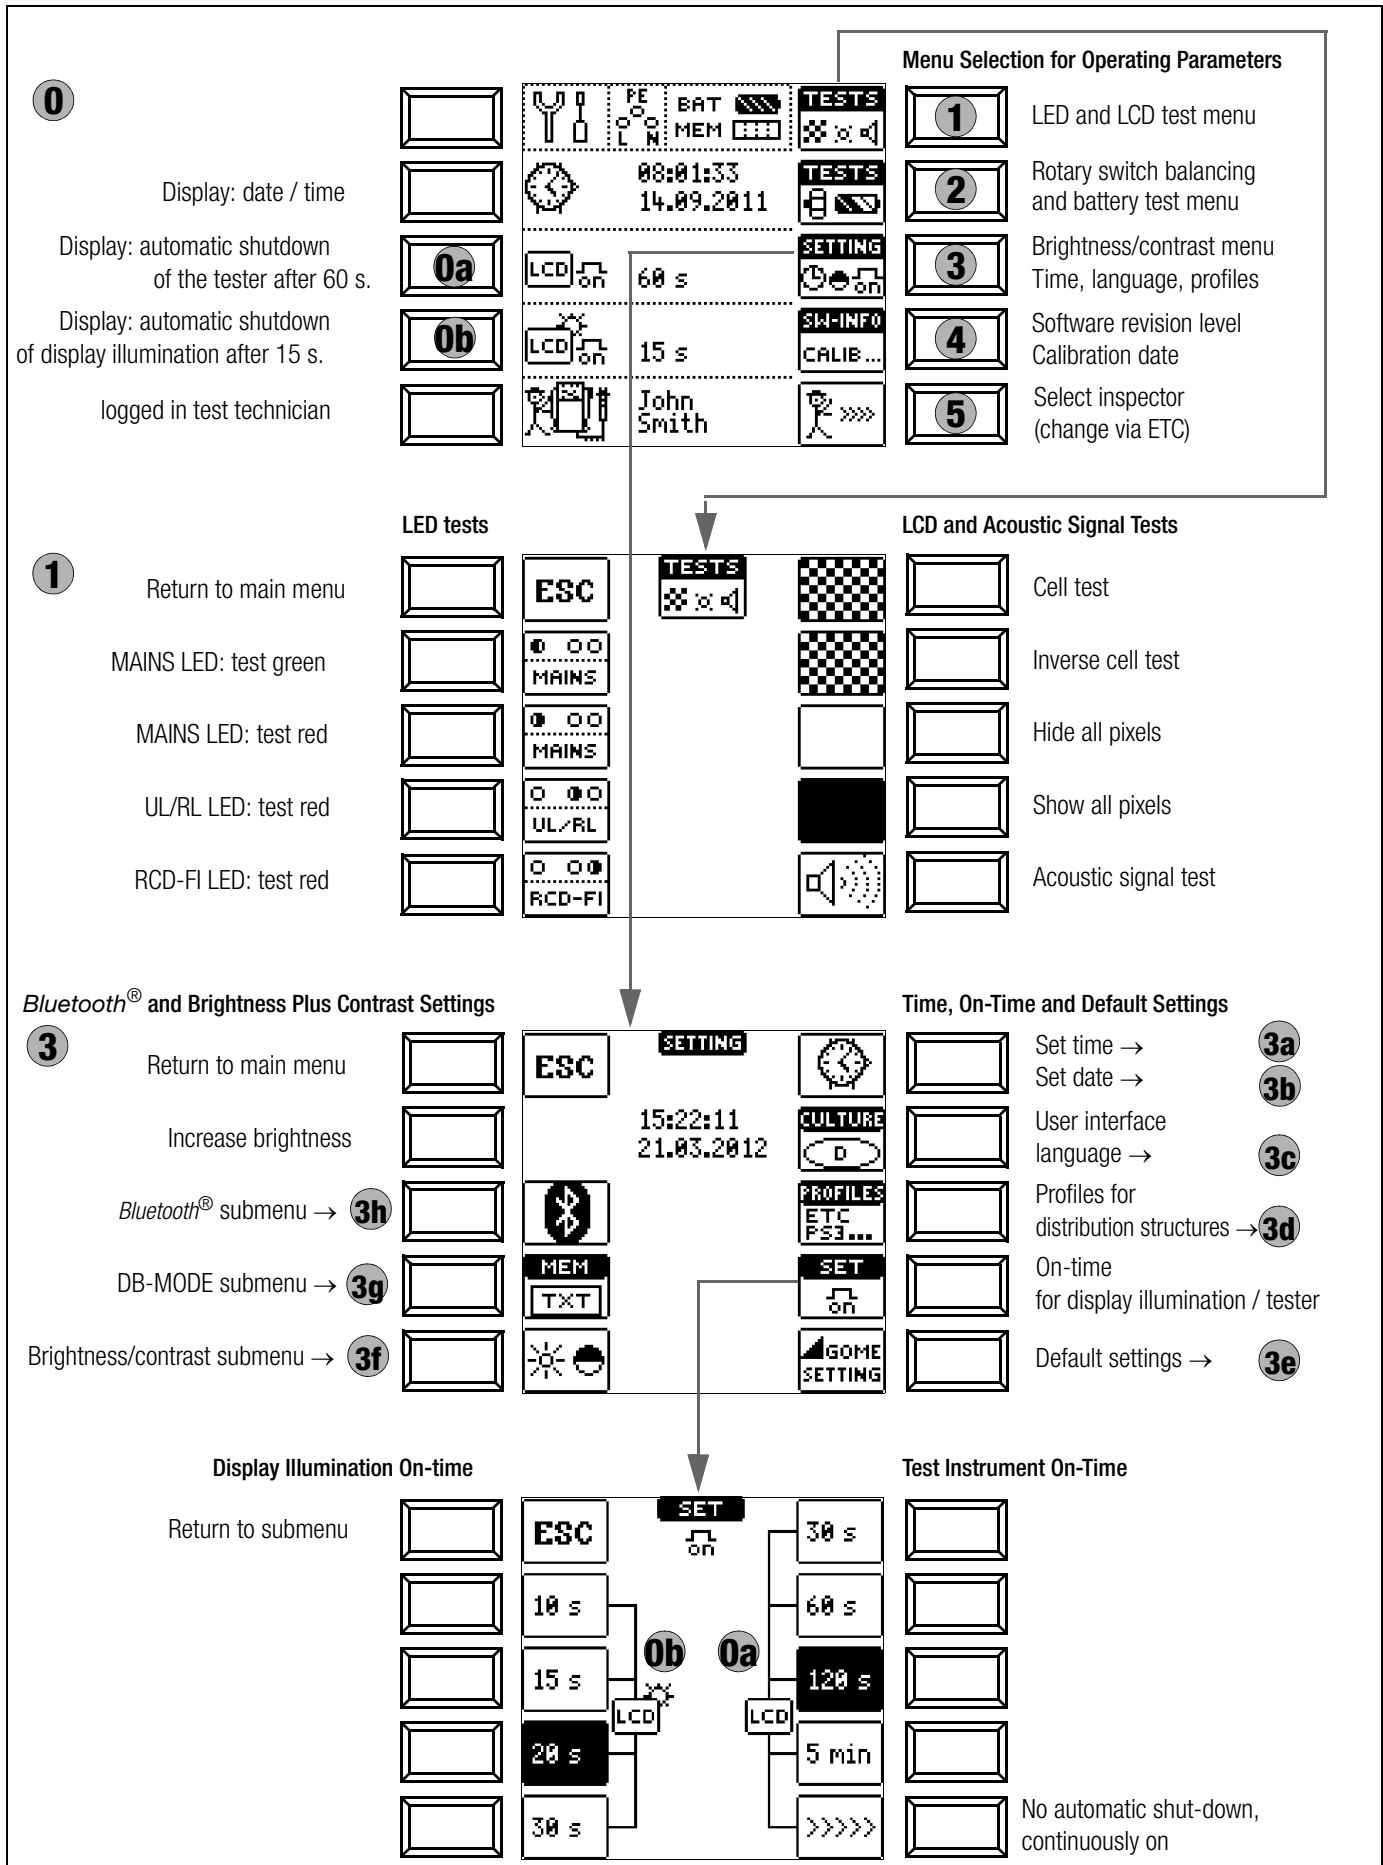 Menu Selection for Operating Parameters
0
PE
L N
BAT
MEM
TESTS
1
LED and LCD test menu
Display: date / time
08:01:33
14.09.2011
TESTS
2
Rotary switch balancing
and battery test menu
Display: automatic shutdown
of the tester after 60 s.
0a
LCD on
60 s
SETTING
on
3
Brightness/contrast menu
Time, language, profiles
Display: automatic shutdown
of display illumination after 15 s.
0b
LCD on
15 s
SW-INFO
CALIB...
4
Software revision level
Calibration date
logged in test technician
John
Smith
»»
5
Select inspector
(change via ETC)
LED tests
LCD and Acoustic Signal Tests
1
Return to main menu
ESC
TESTS
Cell test
MAINS LED: test green
MAINS
Inverse cell test
MAINS LED: test red
MAINS
Hide all pixels
UL/RL LED: test red
UL/RL
Show all pixels
RCD-FI LED: test red
RCD-FI
Acoustic signal test
Bluetooth® and Brightness Plus Contrast Settings
Time, On-Time and Default Settings
3
Return to main menu
ESC
SETTING
Set time → 3a
Set date → 3b
Increase brightness
15:22:11
21.03.2012
CULTURE
D
User interface
language → 3c
Bluetooth® submenu → 3h
PROFILES
ETC
PS3...
Profiles for
distribution structures → 3d
DB-MODE submenu → 3g
MEM
TXT
SET
on
On-time
for display illumination / tester
Brightness/contrast submenu → 3f
GOME
SETTING
Default settings → 3e
Display Illumination On-time
Test Instrument On-Time
Return to submenu
ESC
SET
on
30 s
10 s
60 s
0b
0a
15 s
120 s
LCD
LCD
20 s
5 min
30 s
>>>>>
No automatic shut-down,
continuously on